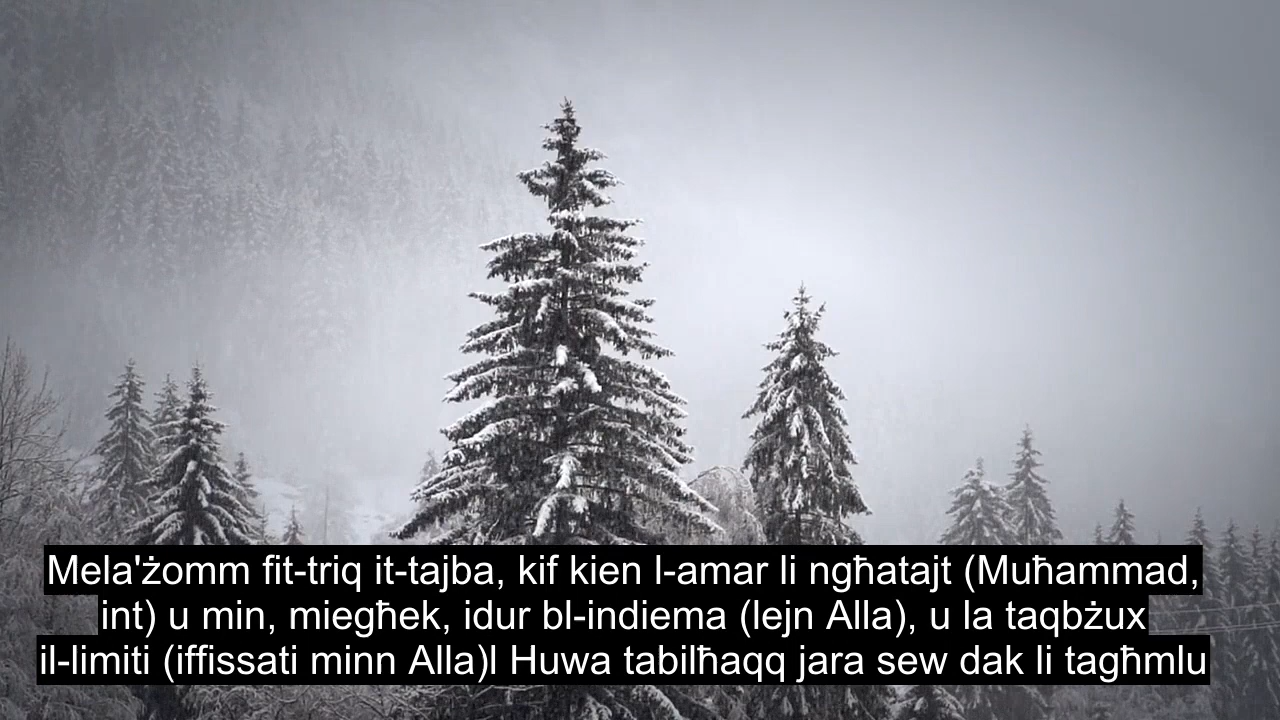 Mela'żomm fit-triq it-tajba, kif kien l-amar li ngħatajt (Muħammad,
int) u min, miegħek, idur bl-indiema (lejn Alla), u la taqbżux
il-limiti (iffissati minn Alla)l Huwa tabilħaqq jara sew dak li tagħmlu